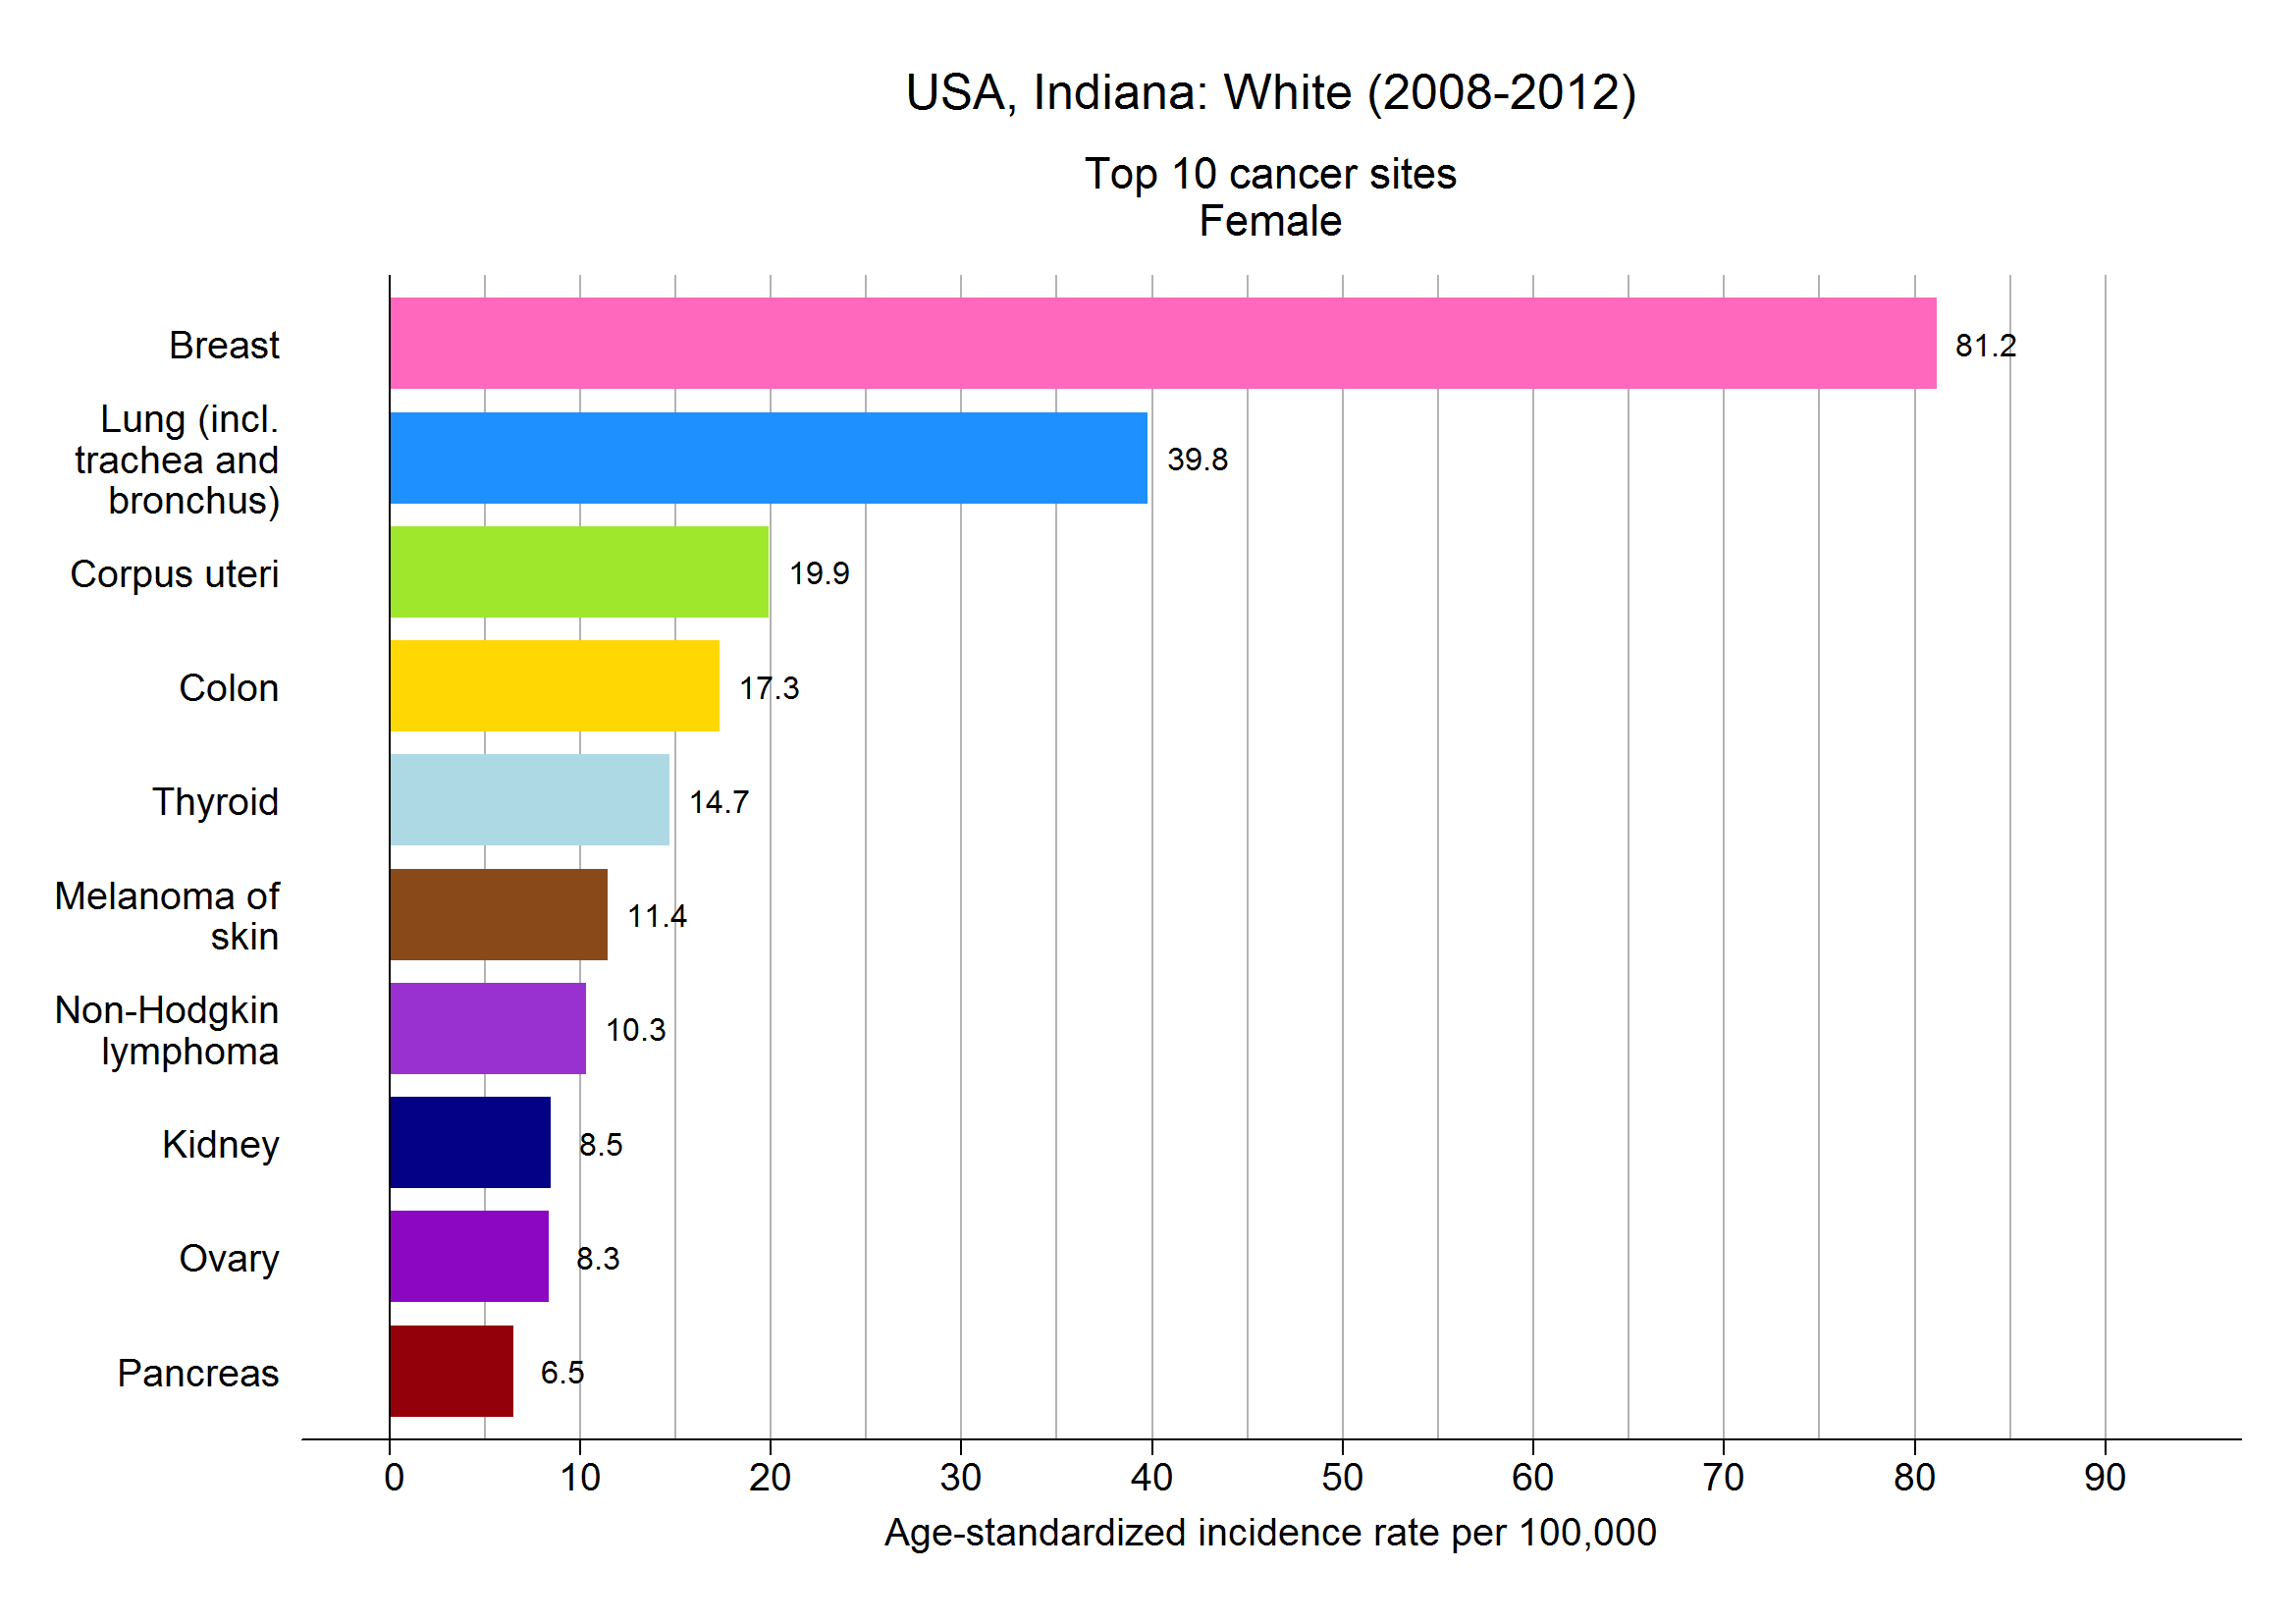 USA, Indiana: White (2008-2012)
Top 10 cancer sites
Female
Breast
81.2
Lung (incl.
trachea and
bronchus)
39.8
Corpus uteri
19.9
Colon
17.3
Thyroid
14.7
Melanoma of
skin
11.4
Non-Hodgkin
lymphoma
10.3
Kidney
8.5
Ovary
8.3
Pancreas
6.5
0 10 20 30 40 50 60 70 80 90
Age-standardized incidence rate per 100,000